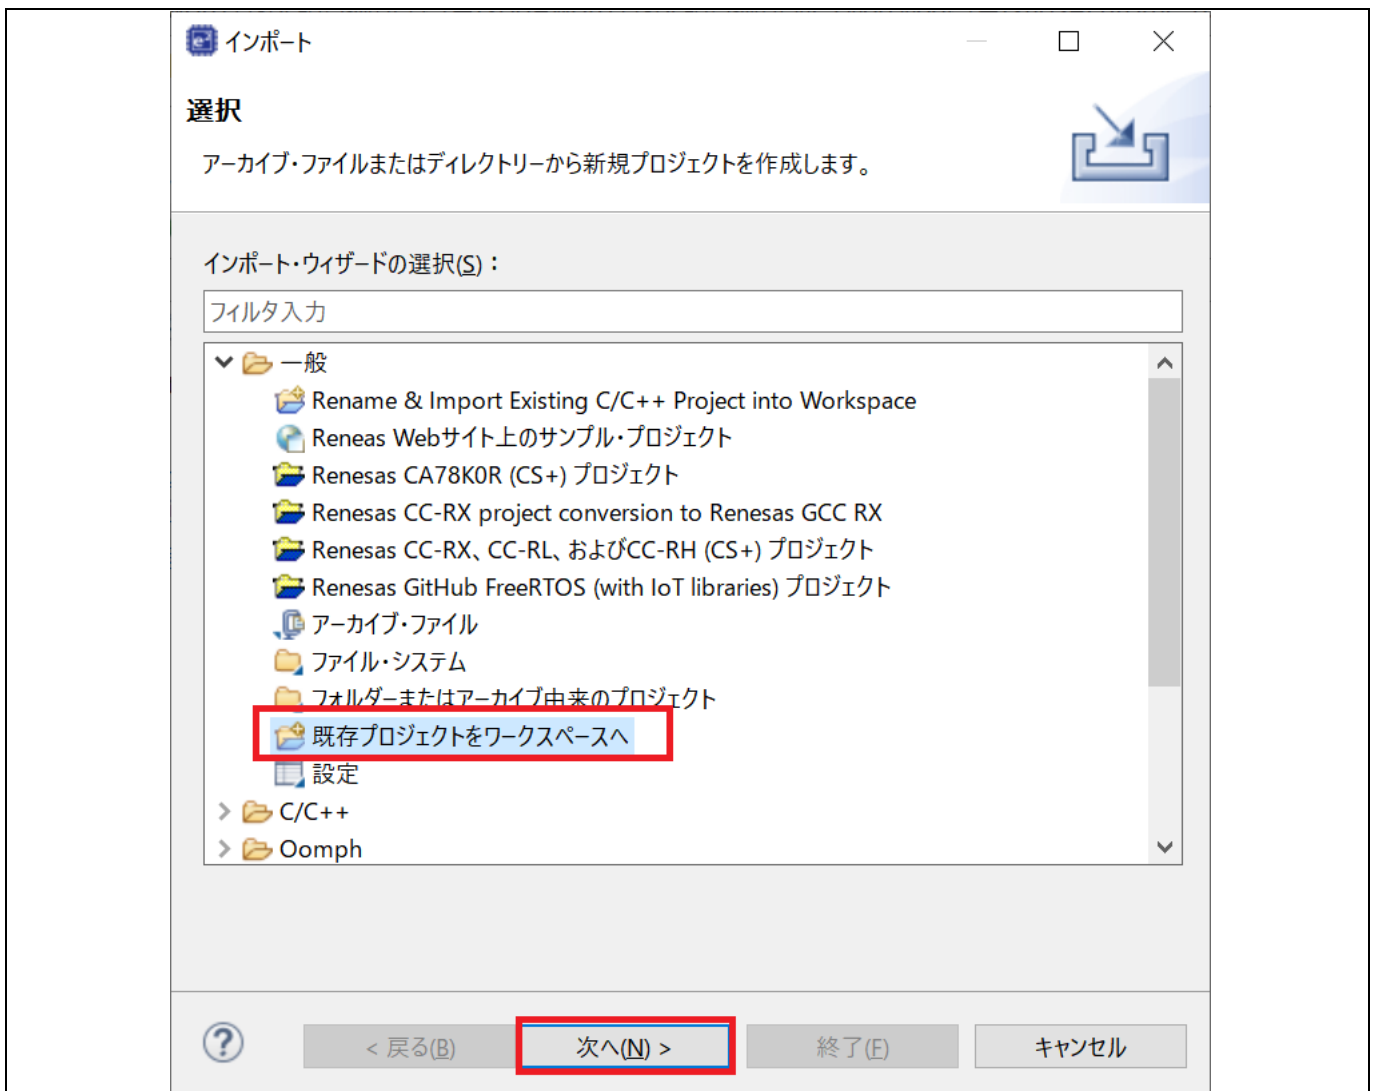 インポート
選択
アーカイブ・ファイルまたはディレクトリーから新規プロジェクトを作成します。
インポート・ウィザードの選択(S)：
フィルタ入力
一般
Rename & Import Existing C/C++ Project into Workspace
Reneas Webサイト上のサンプル・プロジェクト
Renesas CA78K0R (CS+) プロジェクト
Renesas CC-RX project conversion to Renesas GCC RX
Renesas CC-RX、CC-RL、およびCC-RH (CS+) プロジェクト
Renesas GitHub FreeRTOS (with IoT libraries) プロジェクト
アーカイブ・ファイル
ファイル・システム
フォルダーまたはアーカイブ由来のプロジェクト
既存プロジェクトをワークスペースへ
設定
C/C++
Oomph
< 戻る(B) 次へ(N) > 終了(F) キャンセル